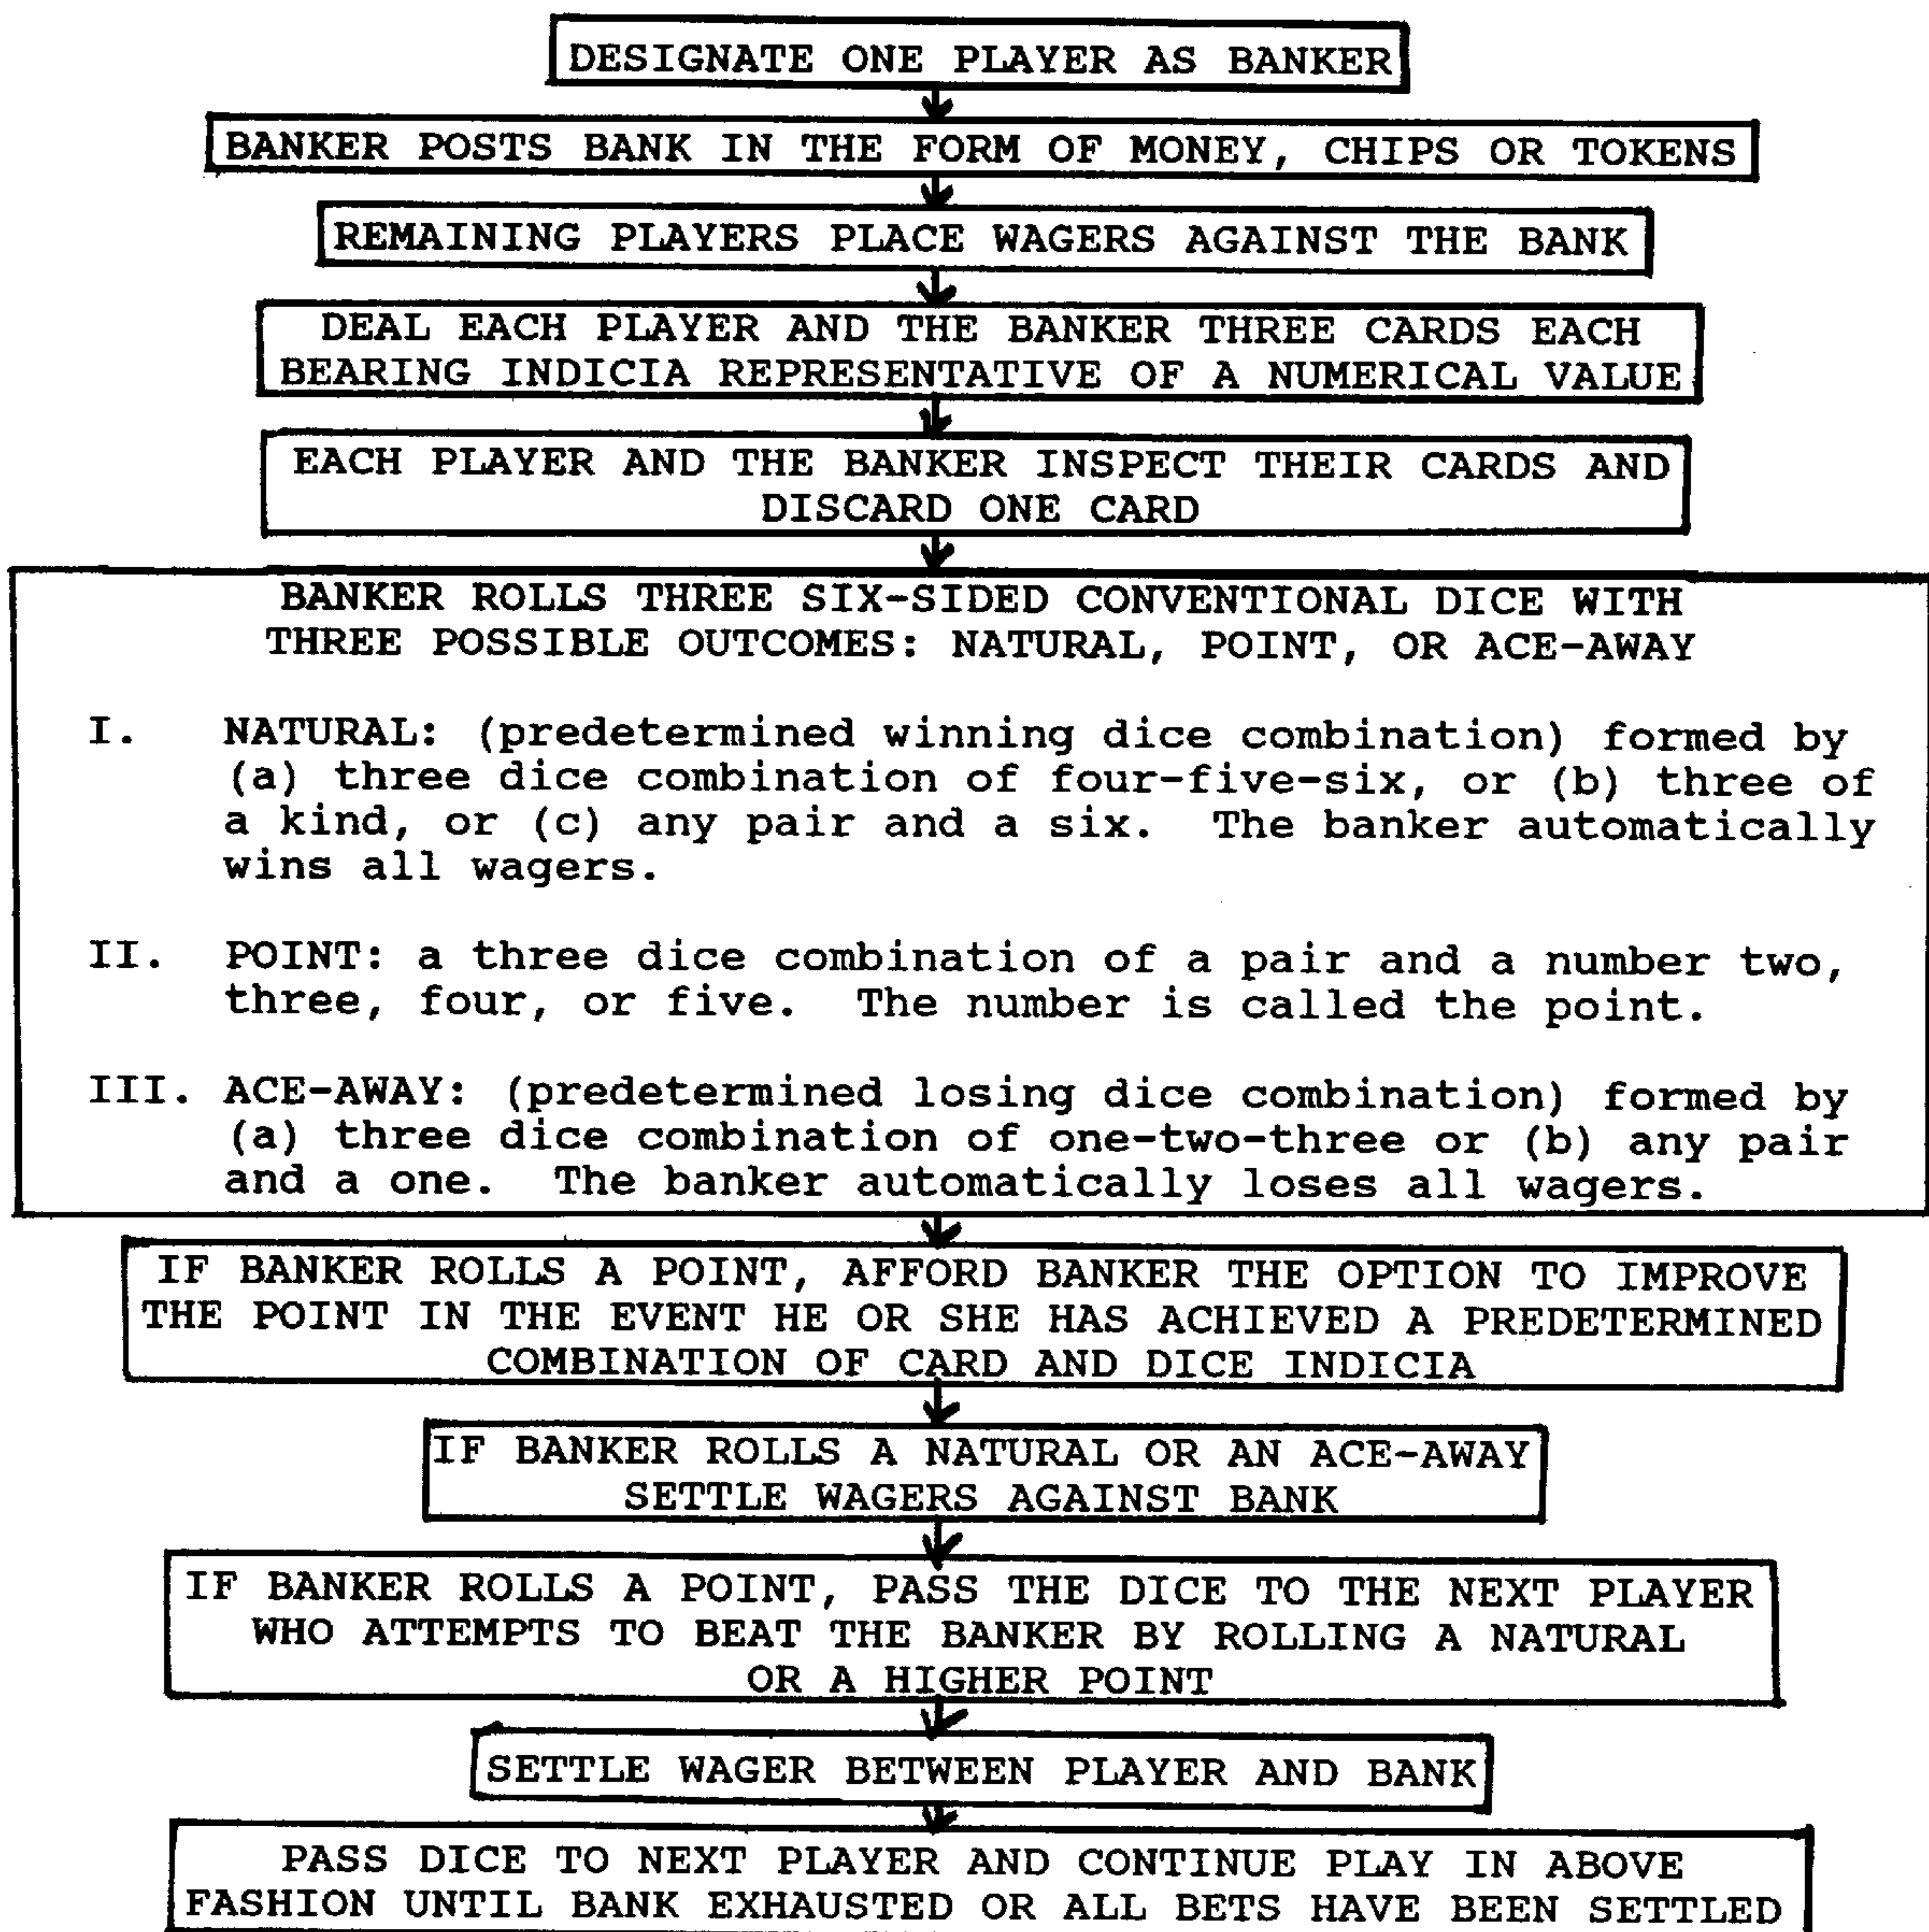 DESIGNATE ONE PLAYER AS BANKER
BANKER POSTS BANK IN THE FORM OF MONEY, CHIPS OR TOKENS
REMAINING PLAYERS PLACE WAGERS AGAINST THE BANK
DEAL EACH PLAYER AND THE BANKER THREE CARDS EACH
BEARING INDICIA REPRESENTATIVE OF A NUMERICAL VALUE
EACH PLAYER AND THE BANKER INSPECT THEIR CARDS AND
DISCARD ONE CARD
BANKER ROLLS THREE SIX-SIDED CONVENTIONAL DICE WITH
THREE POSSIBLE OUTCOMES: NATURAL, POINT, OR ACE-AWAY
I. NATURAL: (predetermined winning dice combination) formed by
(a) three dice combination of four-five-six, or (b) three of
a kind, or (c) any pair and a six. The banker automatically
wins all wagers.
II. POINT: a three dice combination of a pair and a number two,
three, four, or five. The number is called the point.
III. ACE-AWAY: (predetermined losing dice combination) formed by
(a) three dice combination of one-two-three or (b) any pair
and a one. The banker automatically loses all wagers.
IF BANKER ROLLS A POINT, AFFORD BANKER THE OPTION TO IMPROVE
THE POINT IN THE EVENT HE OR SHE HAS ACHIEVED A PREDETERMINED
COMBINATION OF CARD AND DICE INDICIA
IF BANKER ROLLS A NATURAL OR AN ACE-AWAY
SETTLE WAGERS AGAINST BANK
IF BANKER ROLLS A POINT, PASS THE DICE TO THE NEXT PLAYER
WHO ATTEMPTS TO BEAT THE BANKER BY ROLLING A NATURAL
OR A HIGHER POINT
SETTLE WAGER BETWEEN PLAYER AND BANK
PASS DICE TO NEXT PLAYER AND CONTINUE PLAY IN ABOVE
FASHION UNTIL BANK EXHAUSTED OR ALL BETS HAVE BEEN SETTLED